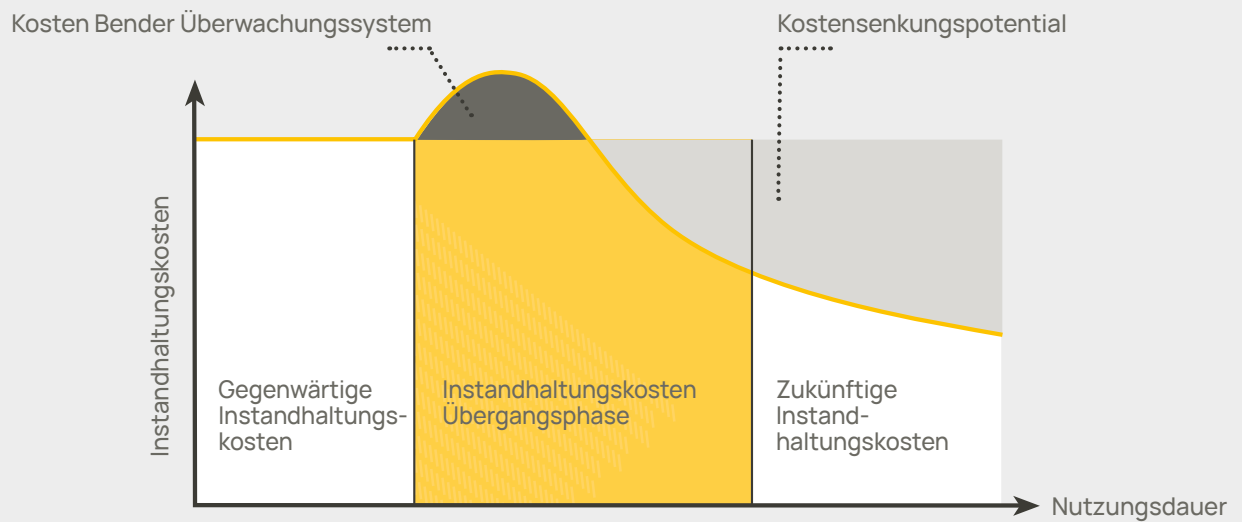 Kosten Bender Überwachungssystem
Kostensenkungspotential
Instandhaltungskosten
Gegenwärtige
Instandhaltungs-
kosten
Instandhaltungskosten
Übergangsphase
Zukünftige
Instand-
haltungskosten
Nutzungsdauer